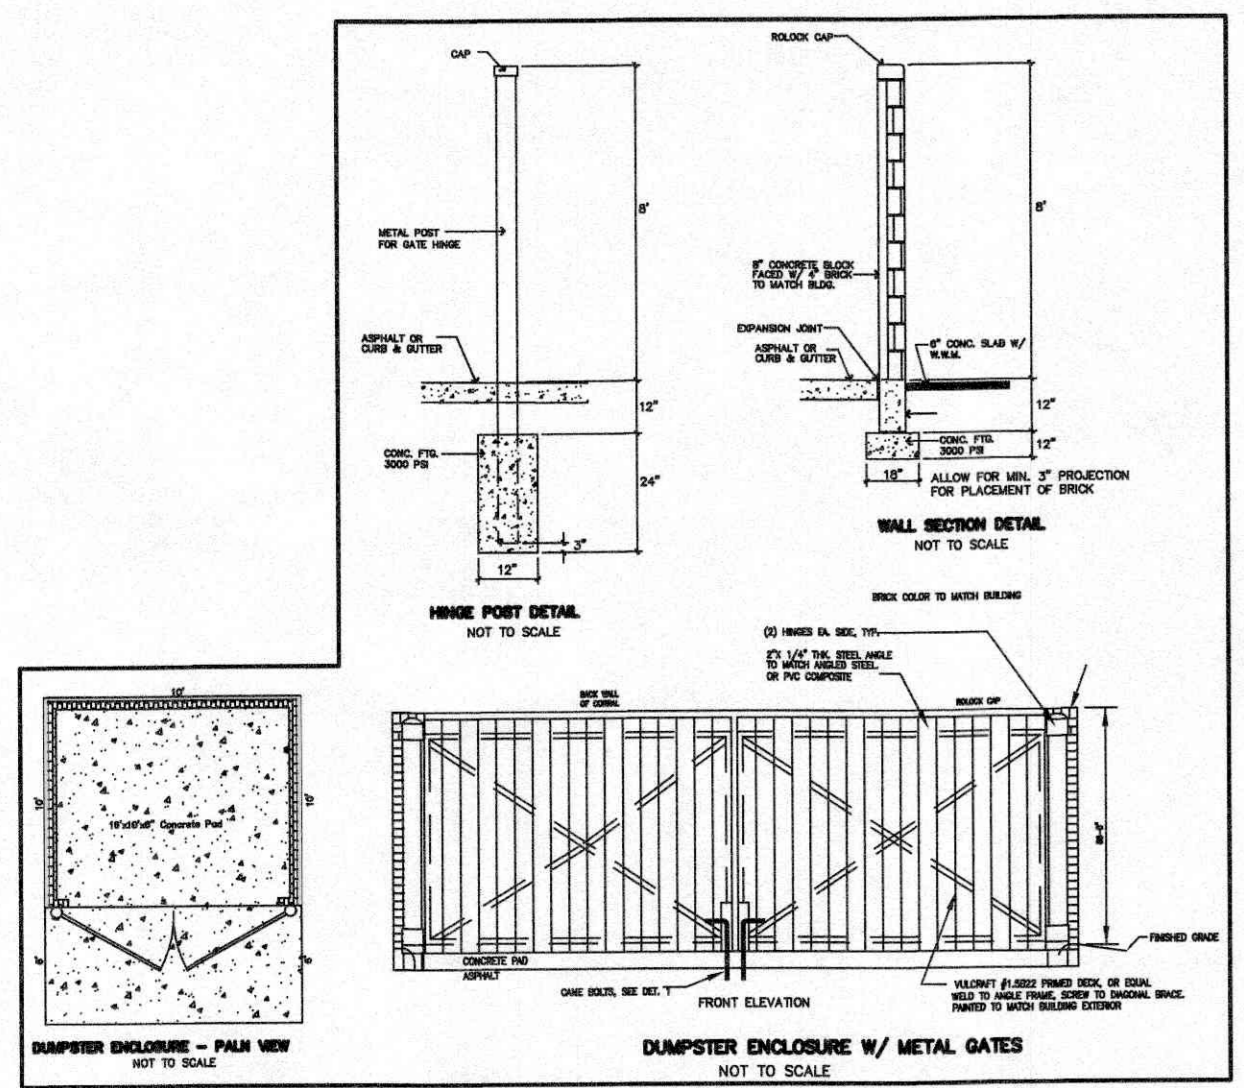 CAP
8'
METAL POST
FOR GATE HINGE
ASPHALT OR
CURB & GUTTER
12"
CONC. FTG.
3000 PSI
24"
3"
12"
HINGE POST DETAIL
NOT TO SCALE
ROLOCK CAP
8'
8" CONCRETE BLOCK
FACED W/ 4" BRICK
TO MATCH BLDG.
EXPANSION JOINT
ASPHALT OR
CURB & GUTTER
6" CONC. SLAB W/
W.W.M.
12"
CONC. FTG.
3000 PSI
12"
18"
ALLOW FOR MIN. 3" PROJECTION
FOR PLACEMENT OF BRICK
WALL SECTION DETAIL
NOT TO SCALE
BRICK COLOR TO MATCH BUILDING
(2) HINGES EA. SIDE, TYP.
2"X 1/4" THK. STEEL ANGLE
TO MATCH ANGLED STEEL.
OR PVC COMPOSITE
BACK WALL
OF CORRAL
ROLOCK CAP
CONCRETE PAD
ASPHALT
CANE BOLTS, SEE DET. 1
FRONT ELEVATION
FINISHED GRADE
VULCRAFT #1.5B22 PRIMED DECK, OR EQUAL
WELD TO ANGLE FRAME, SCREW TO DIAGONAL BRACE.
PAINTED TO MATCH BUILDING EXTERIOR
DUMPSTER ENCLOSURE W/ METAL GATES
NOT TO SCALE
10'
10'
10'
Concrete Pad
6'
6'
DUMPSTER ENCLOSURE - PALN VIEW
NOT TO SCALE